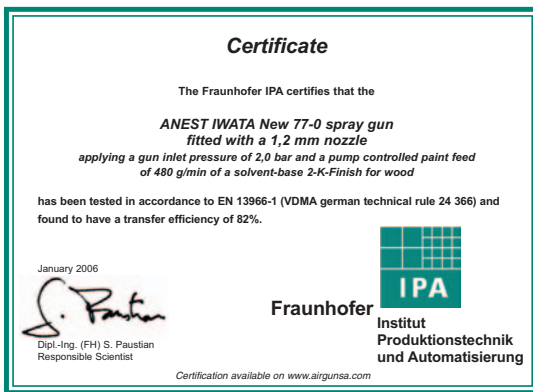 Certificate
The Fraunhofer IPA certifies that the
ANEST IWATA New 77-0 spray gun
fitted with a 1,2 mm nozzle
applying a gun inlet pressure of 2,0 bar and a pump controlled paint feed
of 480 g/min of a solvent-base 2-K-Finish for wood
has been tested in accordance to EN 13966-1 (VDMA german technical rule 24 366) and
found to have a transfer efficiency of 82%.
January 2006
S. Paustian
Dipl.-Ing. (FH) S. Paustian
Responsible Scientist
Fraunhofer
IPA
Institut
Produktionstechnik
und Automatisierung
Certification available on www.airgunsa.com